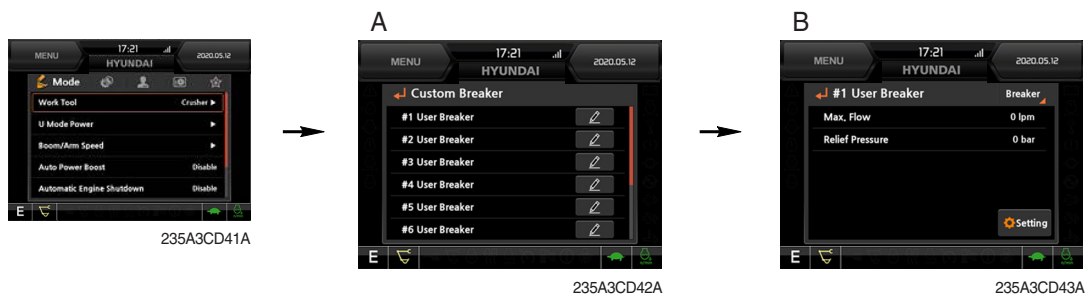 MENU
17:21
HYUNDAI
2020.05.12
Mode
Work Tool Crusher ▶
U Mode Power ▶
Boom/Arm Speed ▶
Auto Power Boost Disable
Automatic Engine Shutdown Disable
E
235A3CD41A
A
MENU
17:21
HYUNDAI
2020.05.12
Custom Breaker
#1 User Breaker
#2 User Breaker
#3 User Breaker
#4 User Breaker
#5 User Breaker
#6 User Breaker
E
235A3CD42A
B
MENU
17:21
HYUNDAI
2020.05.12
#1 User Breaker Breaker
Max. Flow 0 lpm
Relief Pressure 0 bar
Setting
E
235A3CD43A